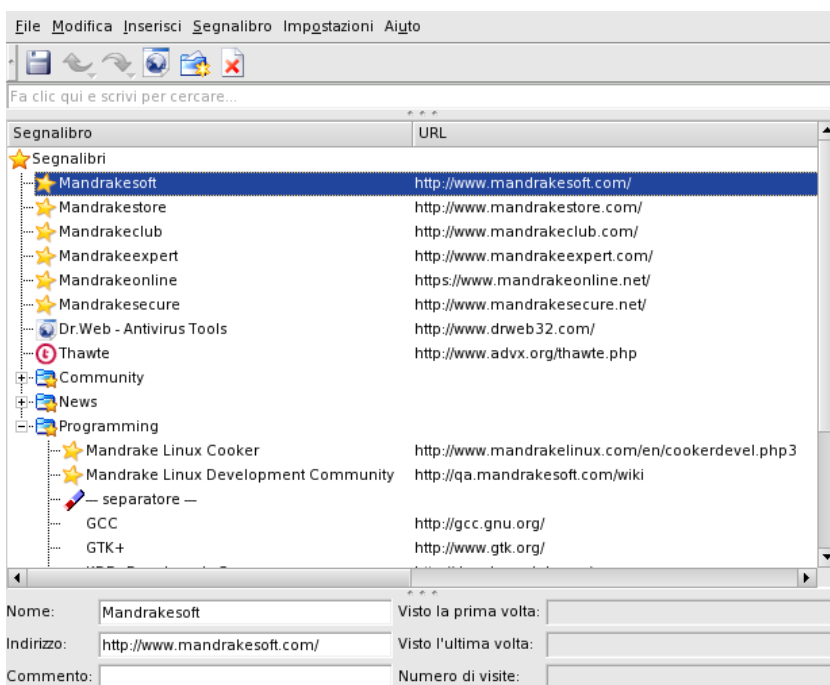 File Modifica Inserisci Segnalibro Impostazioni Aiuto
Fa clic qui e scrivi per cercare...
Segnalibro URL
Segnalibri
Mandrakesoft http://www.mandrakesoft.com/
Mandrakestore http://www.mandrakestore.com/
Mandrakeclub http://www.mandrakeclub.com/
Mandrakeexpert http://www.mandrakeexpert.com/
Mandrakeonline https://www.mandrakeonline.net/
Mandrakesecure http://www.mandrakesecure.net/
Dr.Web - Antivirus Tools http://www.drweb32.com/
Thawte http://www.advx.org/thawte.php
Community
News
Programming
Mandrake Linux Cooker http://www.mandrakelinux.com/en/cookerdevel.php3
Mandrake Linux Development Community http://qa.mandrakesoft.com/wiki
— separatore —
GCC http://gcc.gnu.org/
GTK+ http://www.gtk.org/
Nome: Mandrakesoft Visto la prima volta:
Indirizzo: http://www.mandrakesoft.com/ Visto l'ultima volta:
Commento: Numero di visite: